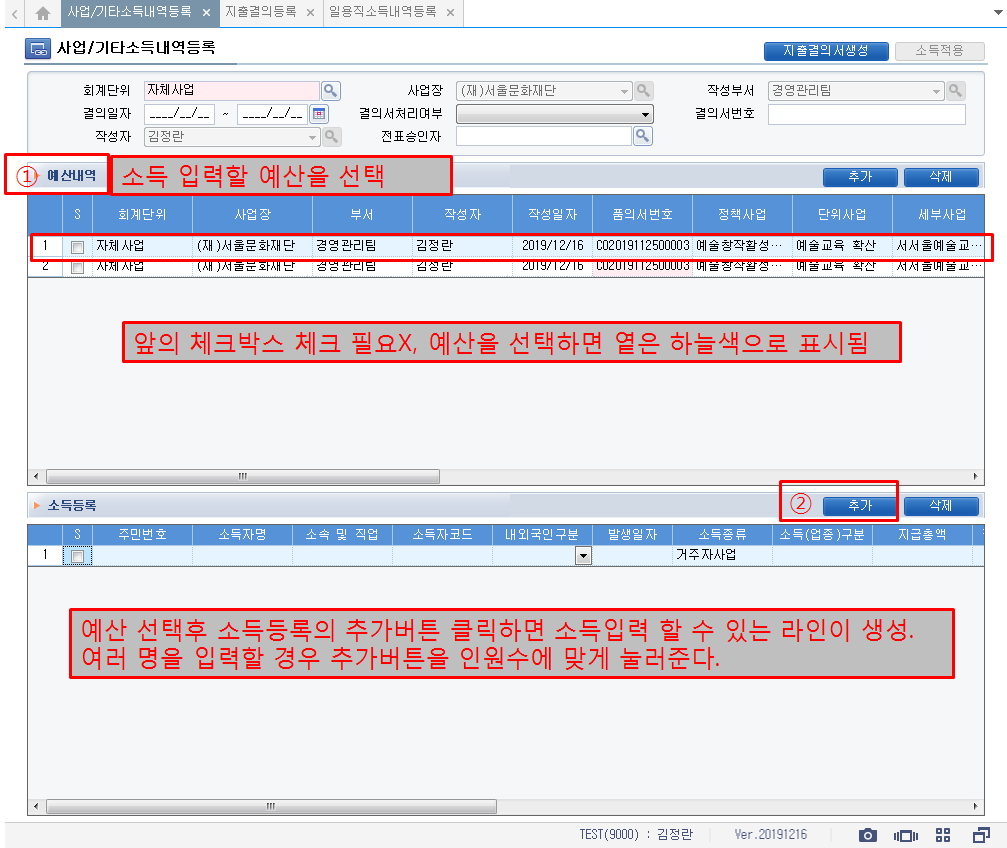 사업/기타소득내역등록 × 지출결의등록 × 일용직소득내역등록 ×
사업/기타소득내역등록 지출결의서생성 소득적용
회계단위 자체사업 사업장 (재)서울문화재단 작성부서 경영관리팀
결의일자 ____/__/__ ~ ____/__/__ 결의서처리여부 결의서번호
작성자 김정란 전표승인자
① 예산내역 소득 입력할 예산을 선택 추가 삭제
S 회계단위 사업장 부서 작성자 작성일자 품의서번호 정책사업 단위사업 세부사업
1 자체사업 (재)서울문화재단 경영관리팀 김정란 2019/12/16 C02019112500003 예술창작활성… 예술교육 확산 서서울예술교…
2 자체사업 (재)서울문화재단 경영관리팀 김정란 2019/12/16 C02019112500003 예술창작활성… 예술교육 확산 서서울예술교…
앞의 체크박스 체크 필요X, 예산을 선택하면 옅은 하늘색으로 표시됨
소득등록 ② 추가 삭제
S 주민번호 소득자명 소속 및 직업 소득자코드 내외국인구분 발생일자 소득종류 소득(업종)구분 지급총액
1 거주자사업
예산 선택후 소득등록의 추가버튼 클릭하면 소득입력 할 수 있는 라인이 생성.
여러 명을 입력할 경우 추가버튼을 인원수에 맞게 눌러준다.
TEST(9000) : 김정란 Ver.20191216